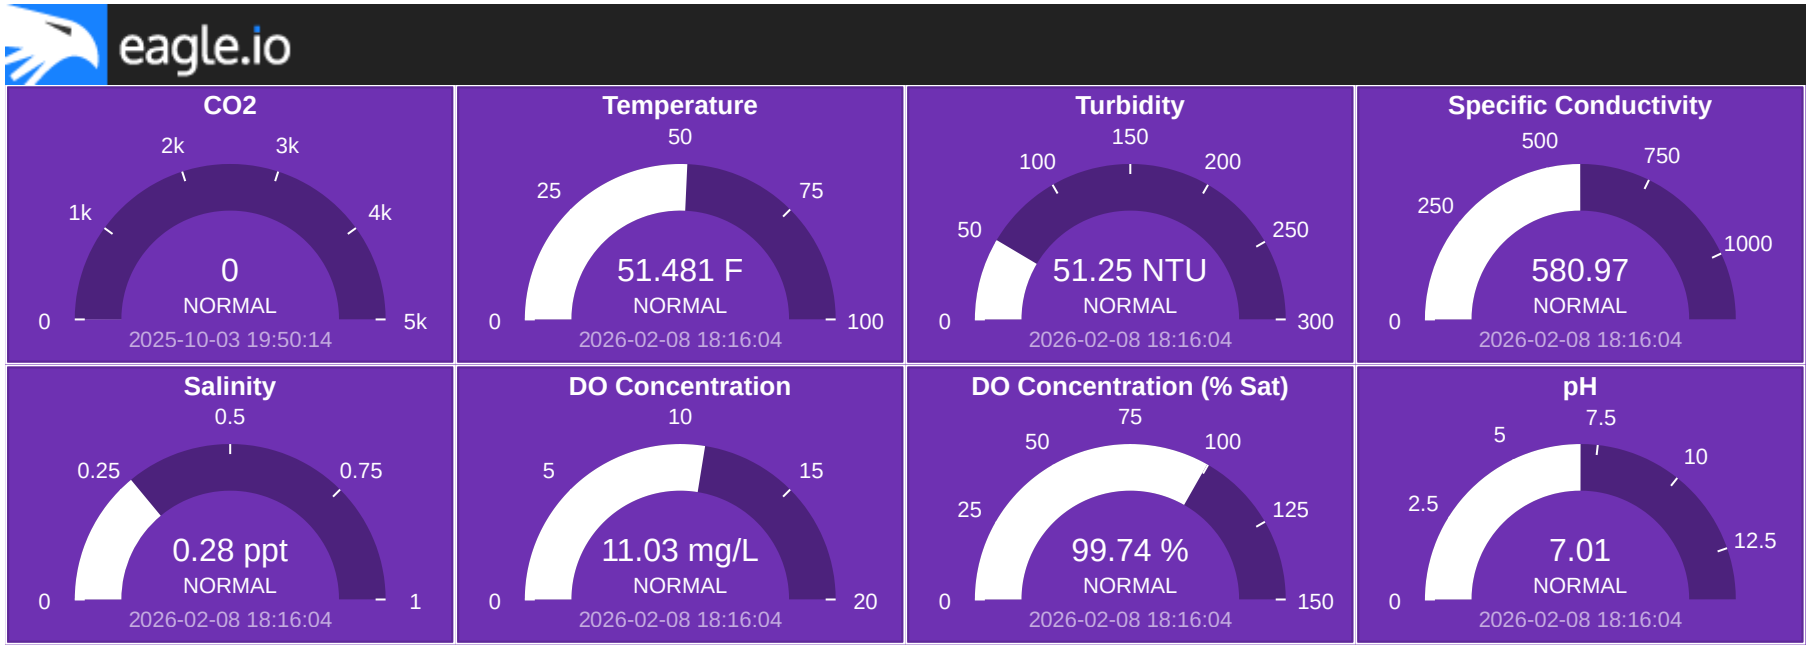 eagle.io
CO2
2k
3k
1k
4k
0
NORMAL
0
5k
2025-10-03 19:50:14
Temperature
50
25
75
51.481 F
NORMAL
0
100
2026-02-08 18:16:04
Turbidity
150
100
200
50
250
51.25 NTU
NORMAL
0
300
2026-02-08 18:16:04
Specific Conductivity
500
750
250
1000
580.97
NORMAL
0
2026-02-08 18:16:04
Salinity
0.5
0.25
0.75
0.28 ppt
NORMAL
0
1
2026-02-08 18:16:04
DO Concentration
10
5
15
11.03 mg/L
NORMAL
0
20
2026-02-08 18:16:04
DO Concentration (% Sat)
75
50
100
25
125
99.74 %
NORMAL
0
150
2026-02-08 18:16:04
pH
7.5
5
10
2.5
12.5
7.01
NORMAL
0
2026-02-08 18:16:04